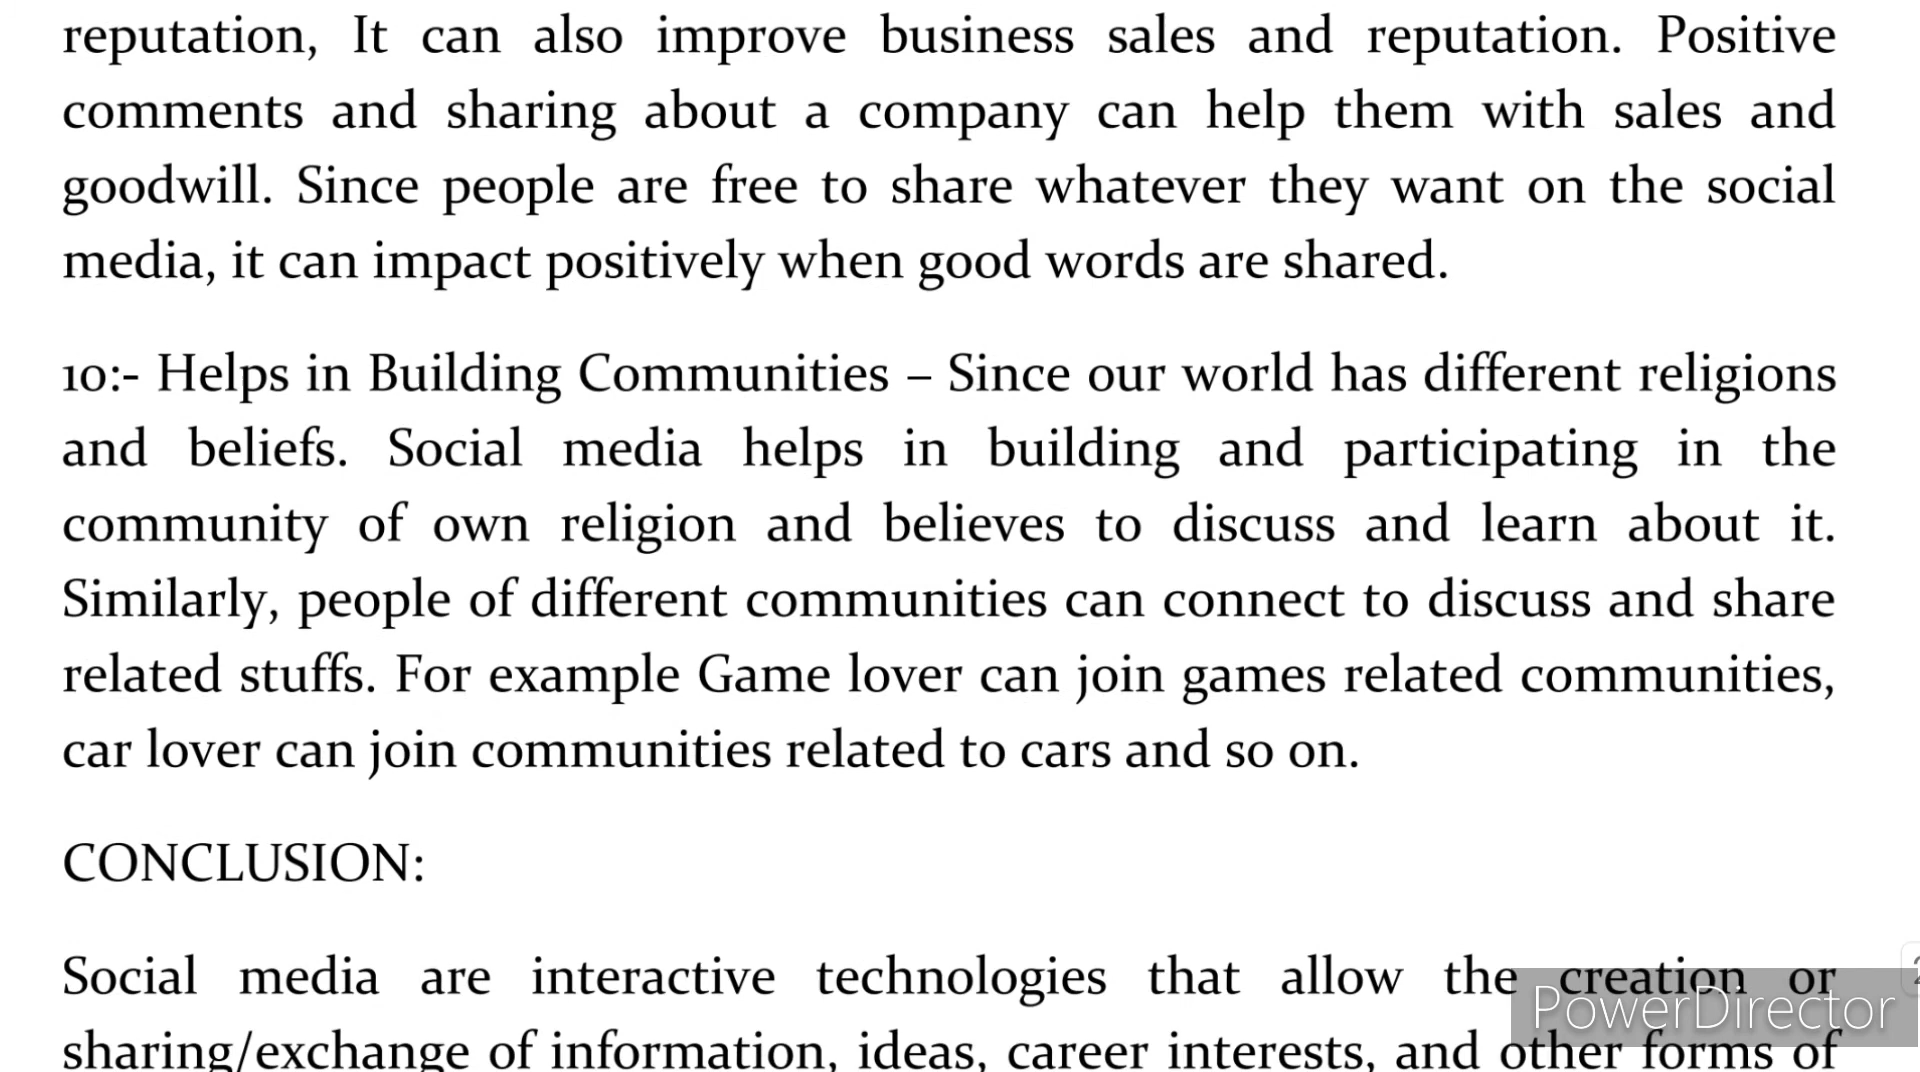 reputation, It can also improve business sales and reputation. Positive
comments and sharing about a company can help them with sales and
goodwill. Since people are free to share whatever they want on the social
media, it can impact positively when good words are shared.
10:- Helps in Building Communities – Since our world has different religions
and beliefs. Social media helps in building and participating in the
community of own religion and believes to discuss and learn about it.
Similarly, people of different communities can connect to discuss and share
related stuffs. For example Game lover can join games related communities,
car lover can join communities related to cars and so on.
CONCLUSION:
Social media are interactive technologies that allow the creation or
sharing/exchange of information, ideas, career interests, and other forms of
PowerDirector